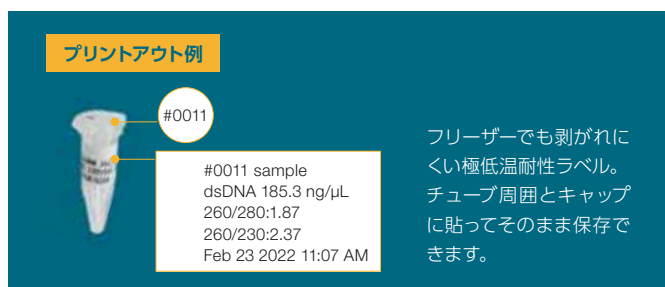 プリントアウト例
#0011
#0011 sample
dsDNA 185.3 ng/µL
260/280:1.87
260/230:2.37
Feb 23 2022 11:07 AM
フリーザーでも剥がれに
くい極低温耐性ラベル。
チューブ周囲とキャップ
に貼ってそのまま保存で
きます。